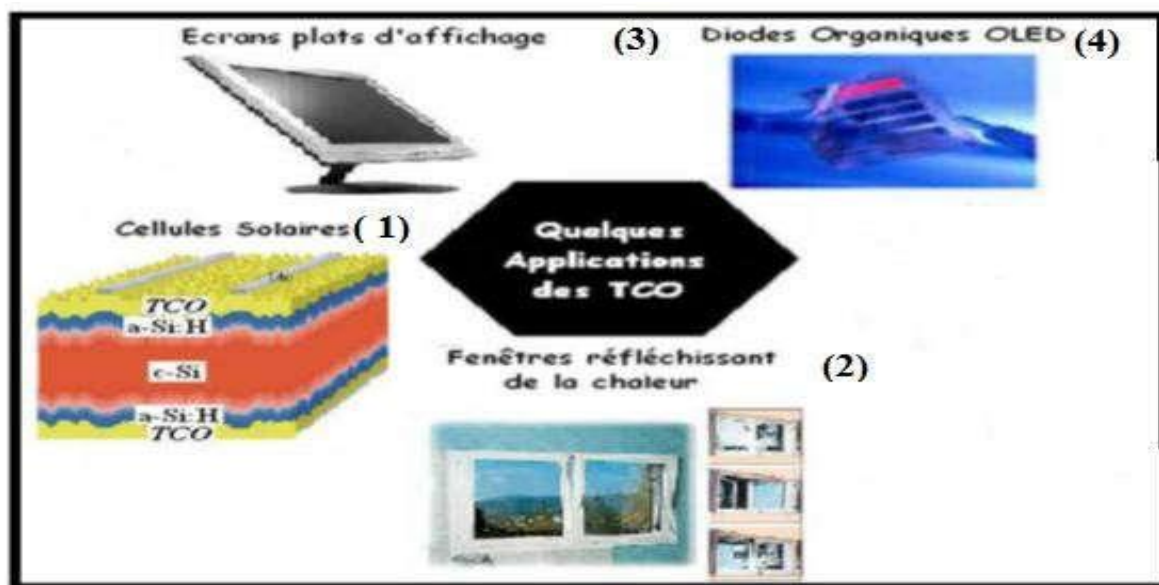 Ecrans plats d'affichage (3)
Diodes Organiques OLED (4)
Cellules Solaires (1)
Quelques
Applications
des TCO
TCO
a-Si:H
c-Si
a-Si:H
TCO
Fenêtres réfléchissant
de la chaleur
(2)